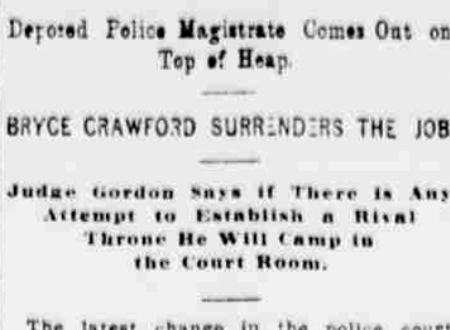 Deposed Police Magistrate Comes Out on
Top of Heap.
BRYCE CRAWFORD SURRENDERS THE JOB
Judge Gordon Says if There is Any
Attempt to Establish a Rival
Throne He Will Camp in
the Court Room.
The latest change in the police court